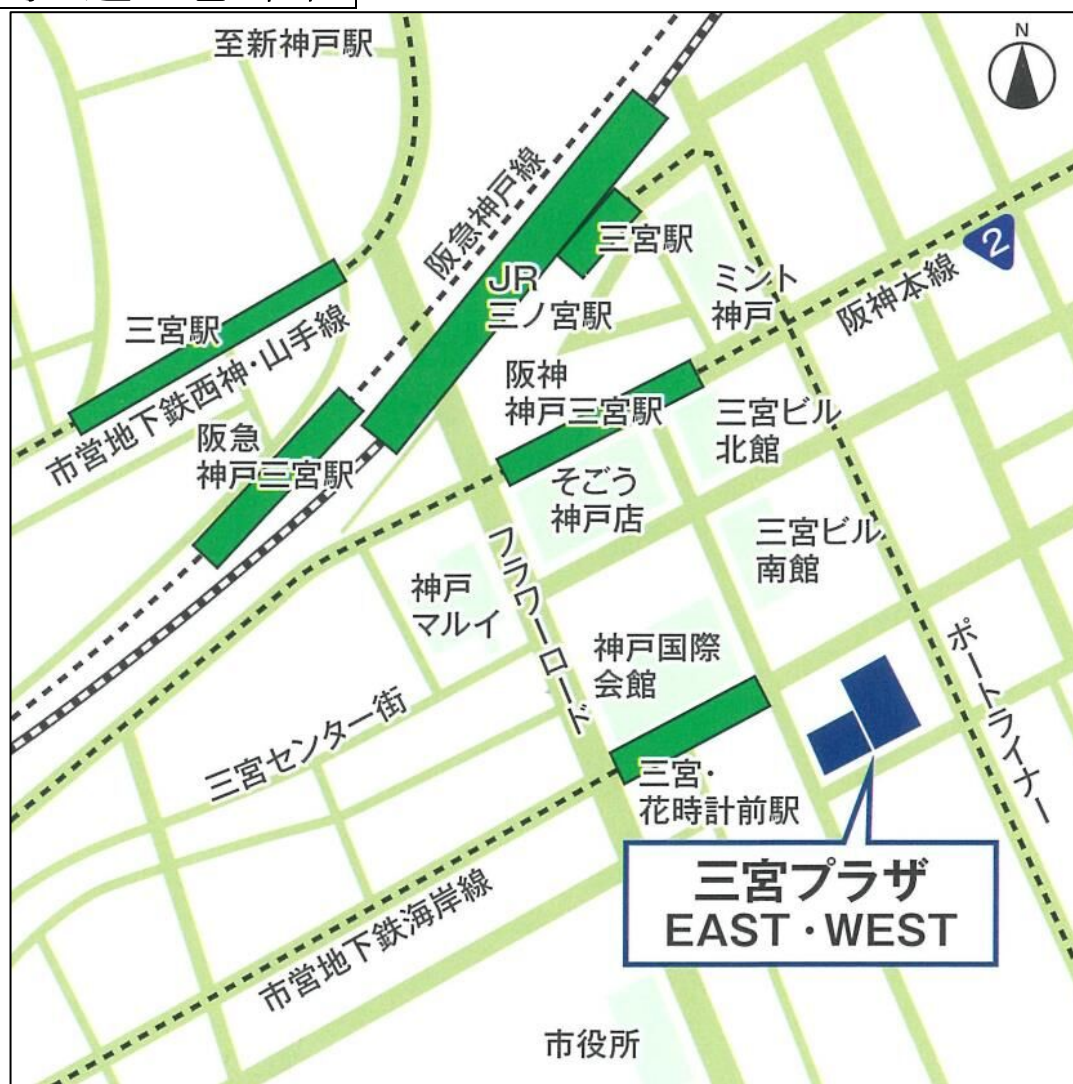 至新神戸駅
N
阪急神戸線
三宮駅
2
JR
三ノ宮駅
ミント
神戸
阪神本線
三宮駅
市営地下鉄西神・山手線
阪神
神戸三宮駅
三宮ビル
北館
阪急
神戸三宮駅
そごう
神戸店
三宮ビル
南館
フラワーロード
神戸
マルイ
神戸国際
会館
ポートライナー
三宮センター街
三宮・
花時計前駅
三宮プラザ
EAST・WEST
市営地下鉄海岸線
市役所